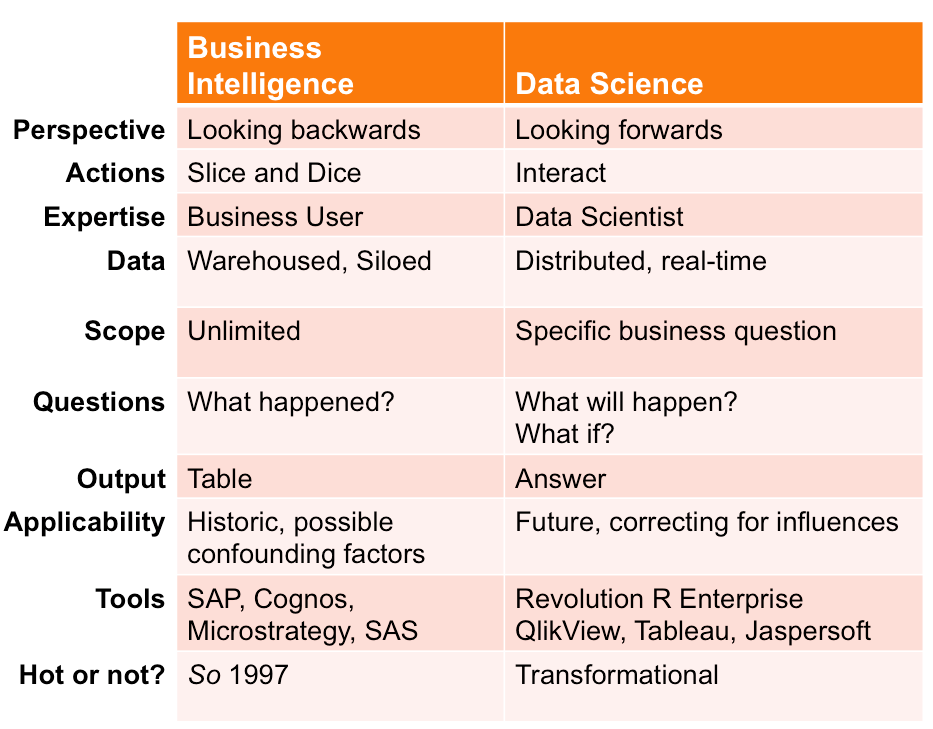 Business
Intelligence
Data Science
Perspective Looking backwards Looking forwards
Actions Slice and Dice Interact
Expertise Business User Data Scientist
Data Warehoused, Siloed Distributed, real-time
Scope Unlimited Specific business question
Questions What happened? What will happen?
What if?
Output Table Answer
Applicability Historic, possible Future, correcting for influences
confounding factors
Tools SAP, Cognos, Revolution R Enterprise
Microstrategy, SAS QlikView, Tableau, Jaspersoft
Hot or not? So 1997 Transformational